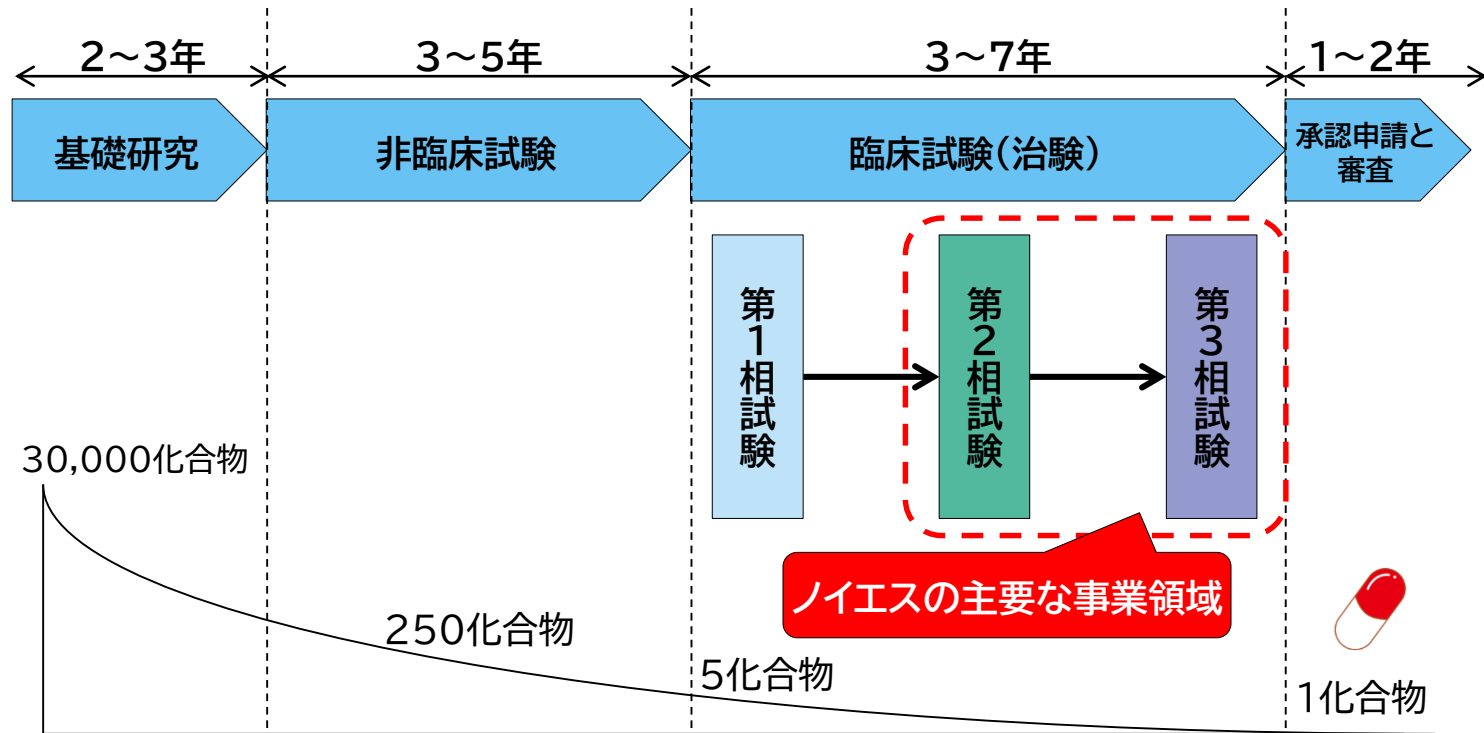 2～3年
3～5年
3～7年
1～2年
基礎研究
非臨床試験
臨床試験（治験）
承認申請と
審査
第1相試験
第2相試験
第3相試験
30,000化合物
ノイエスの主要な事業領域
250化合物
5化合物
1化合物